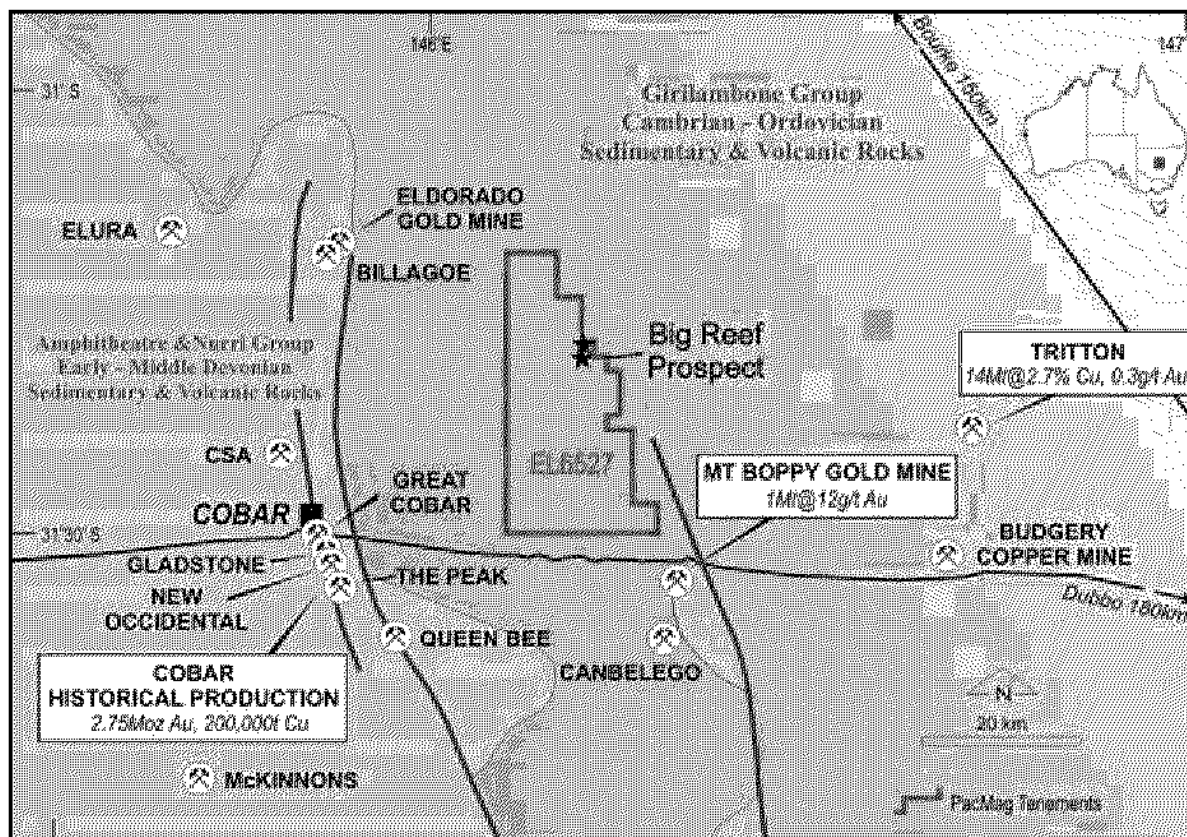 146°E
147°
31° S
Bourke 160km
Girilambone Group
Cambrian - Ordovician
Sedimentary & Volcanic Rocks
ELDORADO
GOLD MINE
ELURA
BILLAGOE
Big Reef
Prospect
Amphitheatre & Nurri Group
Early - Middle Devonian
Sedimentary & Volcanic Rocks
TRITTON
14Mt@2.7% Cu, 0.3g/t Au
CSA
EL6527
GREAT
COBAR
MT BOPPY GOLD MINE
1Mt@12g/t Au
COBAR
31°30' S
BUDGERY
COPPER MINE
GLADSTONE
THE PEAK
NEW
OCCIDENTAL
Dubbo 180km
QUEEN BEE
CANBELEGO
COBAR
HISTORICAL PRODUCTION
2.75Moz Au, 200,000t Cu
N
20 km
McKINNONS
PacMag Tenements